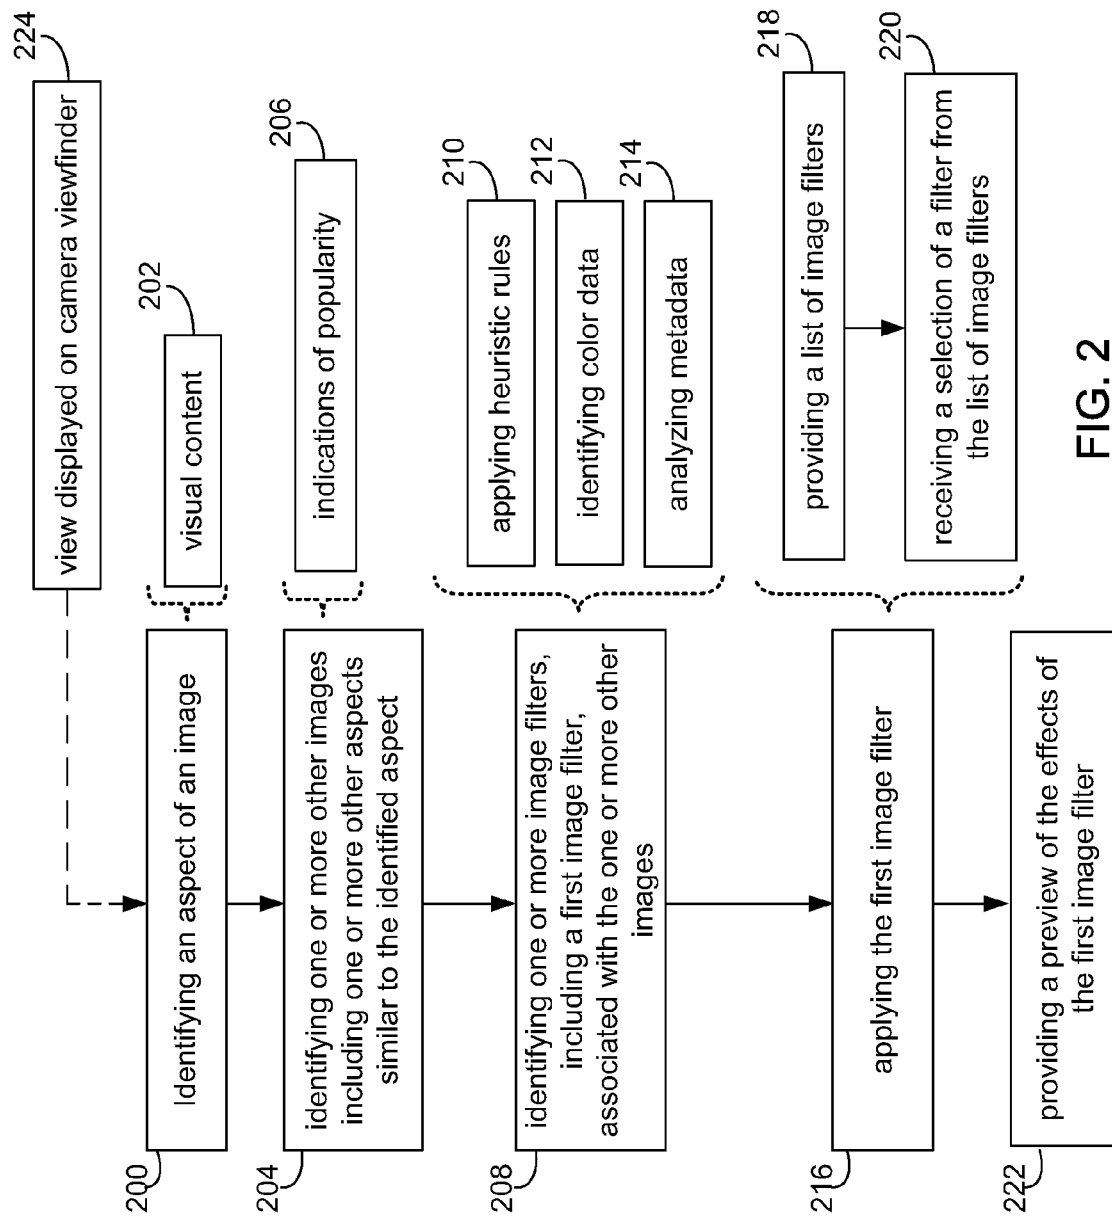 224
view displayed on camera viewfinder
202
visual content
200
Identifying an aspect of an image
206
indications of popularity
204
identifying one or more other images
including one or more other aspects
similar to the identified aspect
210
applying heuristic rules
212
identifying color data
214
analyzing metadata
208
identifying one or more image filters,
including a first image filter,
associated with the one or more other
images
218
providing a list of image filters
220
receiving a selection of a filter from
the list of image filters
216
applying the first image filter
222
providing a preview of the effects of
the first image filter
FIG. 2